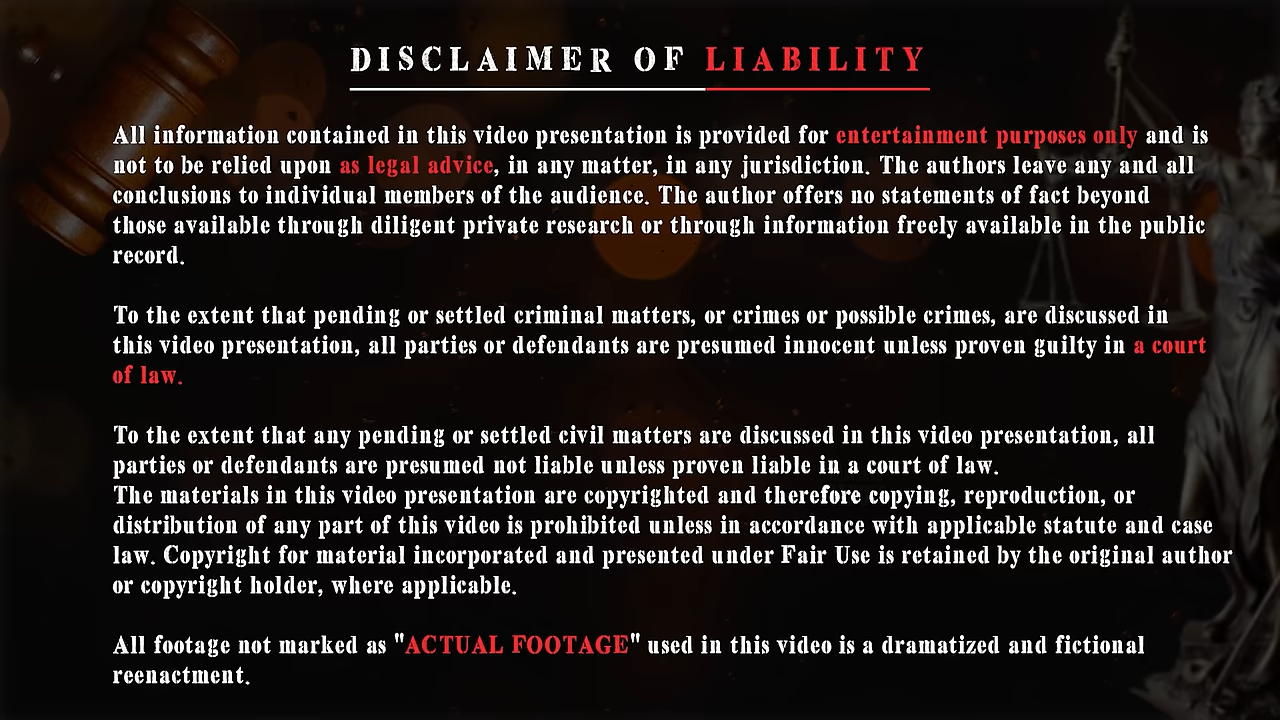 DISCLAIMER OF LIABILITY
All information contained in this video presentation is provided for entertainment purposes only and is
not to be relied upon as legal advice, in any matter, in any jurisdiction. The authors leave any and all
conclusions to individual members of the audience. The author offers no statements of fact beyond
those available through diligent private research or through information freely available in the public
record.
To the extent that pending or settled criminal matters, or crimes or possible crimes, are discussed in
this video presentation, all parties or defendants are presumed innocent unless proven guilty in a court
of law.
To the extent that any pending or settled civil matters are discussed in this video presentation, all
parties or defendants are presumed not liable unless proven liable in a court of law.
The materials in this video presentation are copyrighted and therefore copying, reproduction, or
distribution of any part of this video is prohibited unless in accordance with applicable statute and case
law. Copyright for material incorporated and presented under Fair Use is retained by the original author
or copyright holder, where applicable.
All footage not marked as "ACTUAL FOOTAGE" used in this video is a dramatized and fictional
reenactment.